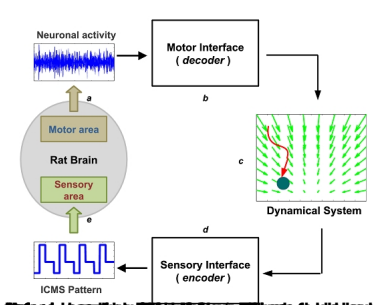 Neuronal activity
Motor Interface
( decoder )
a
b
Motor area
Rat Brain
Sensory
area
c
Dynamical System
e
d
Sensory Interface
( encoder )
ICMS Pattern